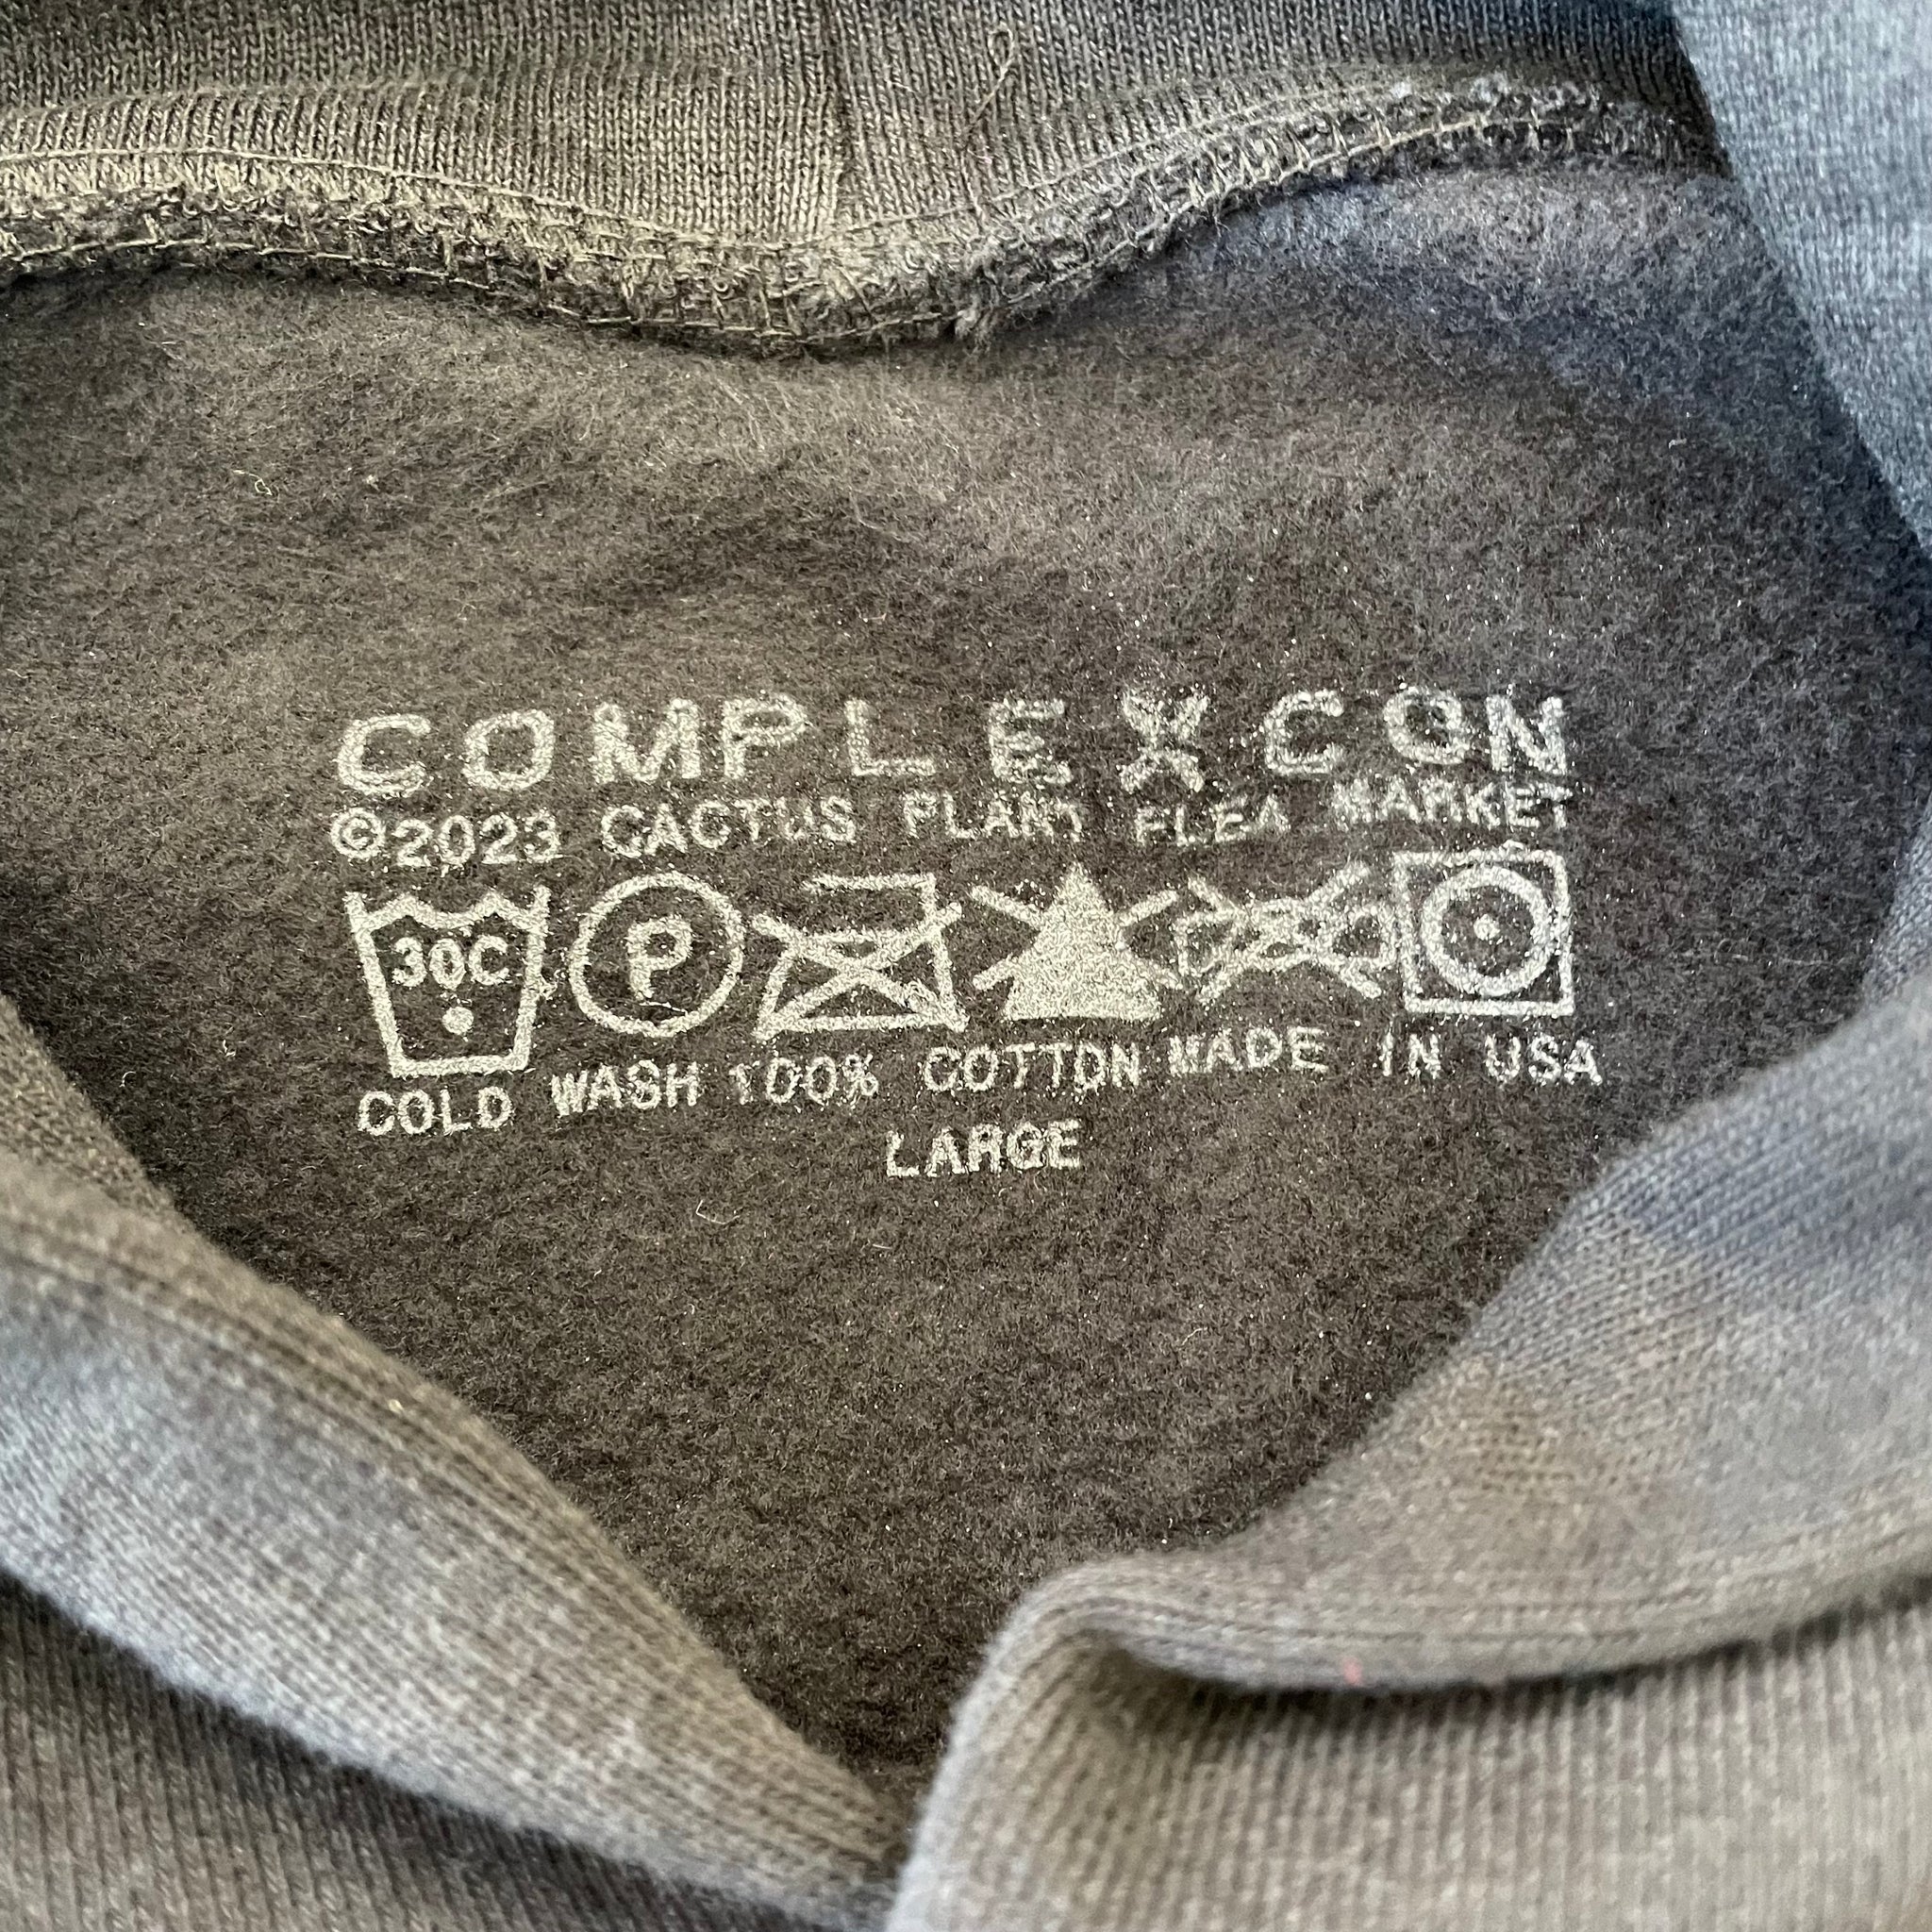 COMPLEXCON
©2023 CACTUS PLANT FLEA MARKET
30C P
COLD WASH 100% COTTON MADE IN USA
LARGE